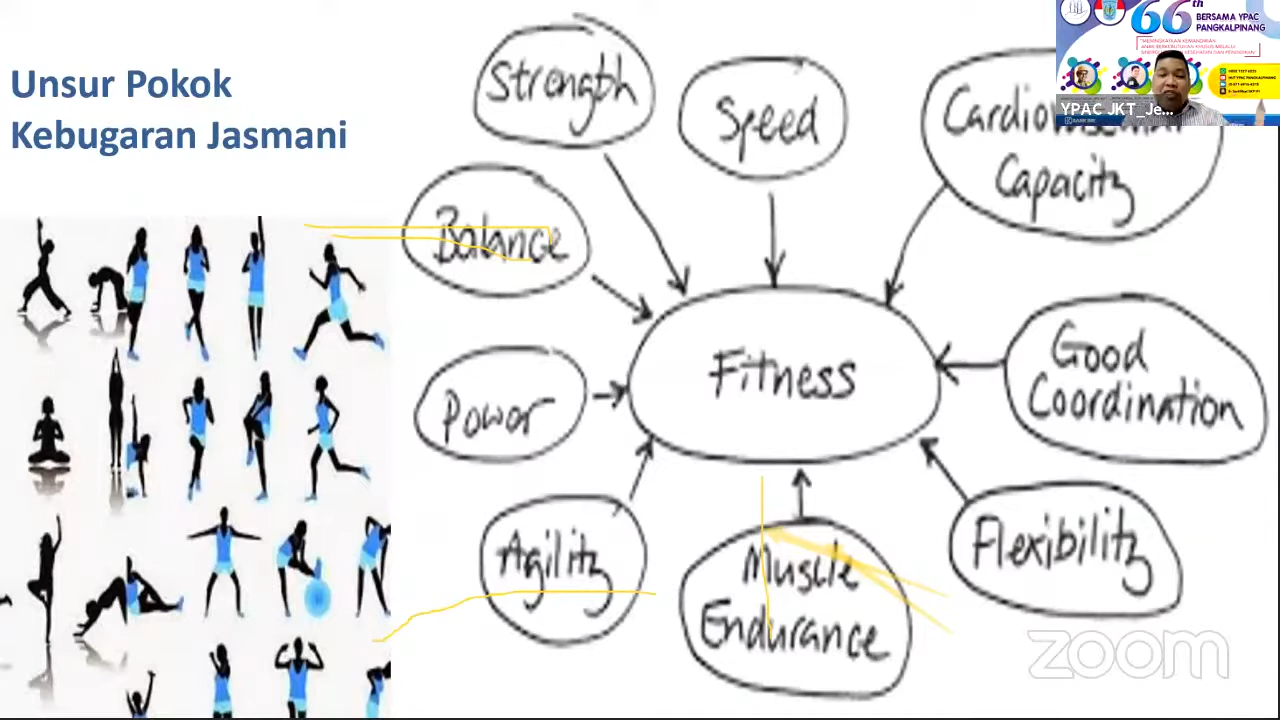 Unsur Pokok
Kebugaran Jasmani
Strength
Speed
Capacity
Balance
Fitness
Good
Coordination
Power
Agility
Muscle
Endurance
Flexibility
66th
BERSAMA YPAC
PANGKALPINANG
YPAC JKT_Je...
zoom